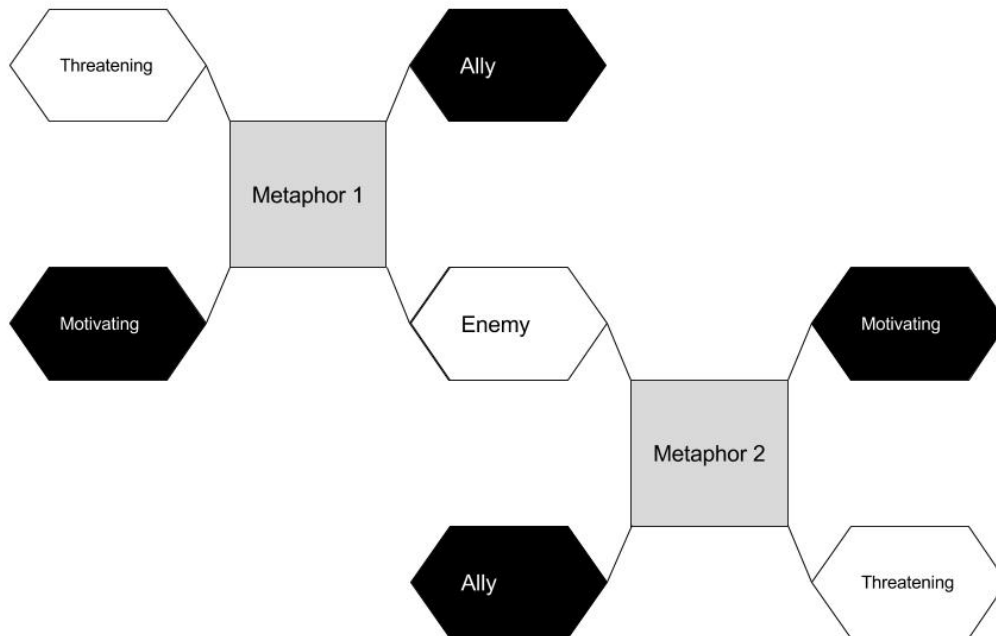 Threatening
Ally
Metaphor 1
Motivating
Enemy
Motivating
Metaphor 2
Ally
Threatening